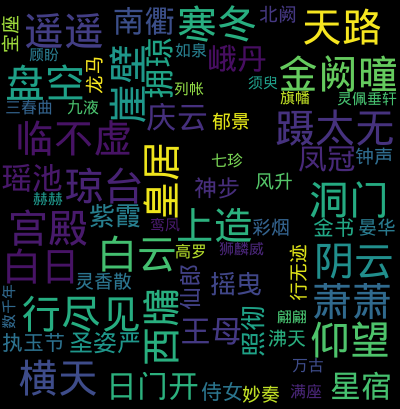 宝座
遥遥
南衢
寒冬
北阙
天路
顾盼
龙马
崖壁
拥琼
如泉
峨丹
金阙曈
盘空
列帐
须臾
旗幡
灵佩垂轩
三春曲
九液
庆云
郁景
蹑太无
临不虚
皇居
七珍
凤冠
钟声
瑶池
琼台
赫赫
神步
风升
洞门
宫殿
紫霞
鸾凤
上造
彩烟
金书
晏华
白日
白云
高罗
狮麟威
行无迹
阴云
灵香散
仙郎
摇曳
萧萧
数千年
行尽见
西牖
王母
照彻
翩翩
沸天
仰望
执玉节
圣姿严
万古
横天
日门开
侍女
妙奏
满座
星宿